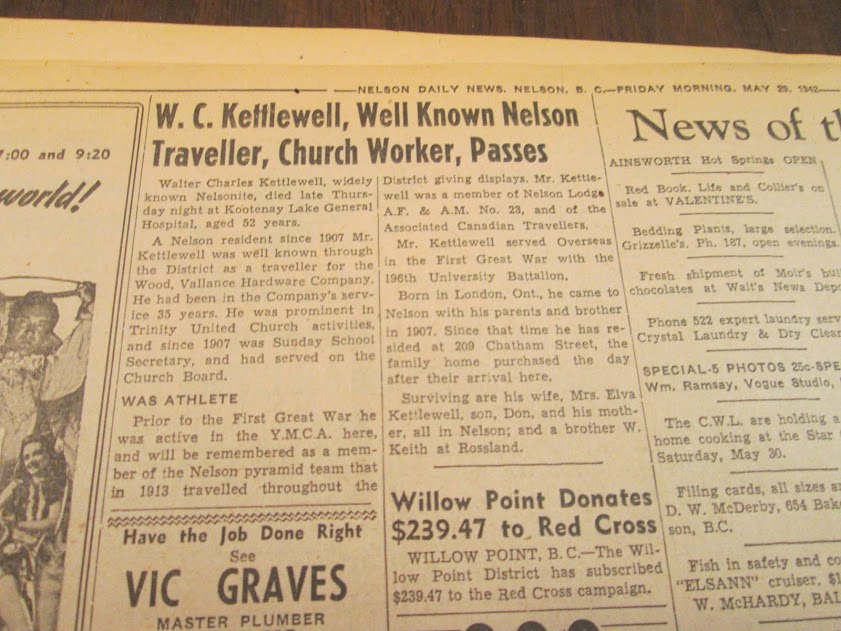 NELSON DAILY NEWS, NELSON, B. C.—FRIDAY MORNING, MAY 29, 1942—
7:00 and 9:20
world!
W. C. Kettlewell, Well Known Nelson
Traveller, Church Worker, Passes
Walter Charles Kettlewell, widely
known Nelsonite, died late Thurs-
day night at Kootenay Lake General
Hospital, aged 52 years.
A Nelson resident since 1907 Mr.
Kettlewell was well known through
the District as a traveller for the
Wood, Vallance Hardware Company.
He had been in the Company's serv-
ice 35 years. He was prominent in
Trinity United Church activities,
and since 1907 was Sunday School
Secretary, and had served on the
Church Board.
WAS ATHLETE
Prior to the First Great War he
was active in the Y.M.C.A. here,
and will be remembered as a mem-
ber of the Nelson pyramid team that
in 1913 travelled throughout the
District giving displays. Mr. Kettle-
well was a member of Nelson Lodge
A.F. & A.M. No. 23, and of the
Associated Canadian Travellers.
Mr. Kettlewell served Overseas
in the First Great War with the
196th University Battalion.
Born in London, Ont., he came to
Nelson with his parents and brother
in 1907. Since that time he has re-
sided at 209 Chatham Street, the
family home purchased the day
after their arrival here.
Surviving are his wife, Mrs. Elva
Kettlewell, son, Don, and his moth-
er, all in Nelson; and a brother W.
Keith at Rossland.
Have the Job Done Right
See
VIC GRAVES
MASTER PLUMBER
Willow Point Donates
$239.47 to Red Cross
WILLOW POINT, B. C.—The Wil-
low Point District has subscribed
$239.47 to the Red Cross campaign.
News of
AINSWORTH Hot Springs OPEN
Red Book, Life and Collier's on
sale at VALENTINE'S.
Bedding Plants, large selection.
Grizzelle's. Ph. 187, open evenings.
Fresh shipment of Moir's
chocolates at Wait's News
Phone 522 expert laundry
Crystal Laundry & Dry
SPECIAL-5 PHOTOS 25c
Wm. Ramsay, Vogue Studio,
The C.W.L. are holding a
home cooking at the Star
Saturday, May 30.
Filing cards, all sizes
D. W. McDerby, 654
son, B.C.
Fish in safety and
"ELSANN" cruiser,
W. McHARDY,